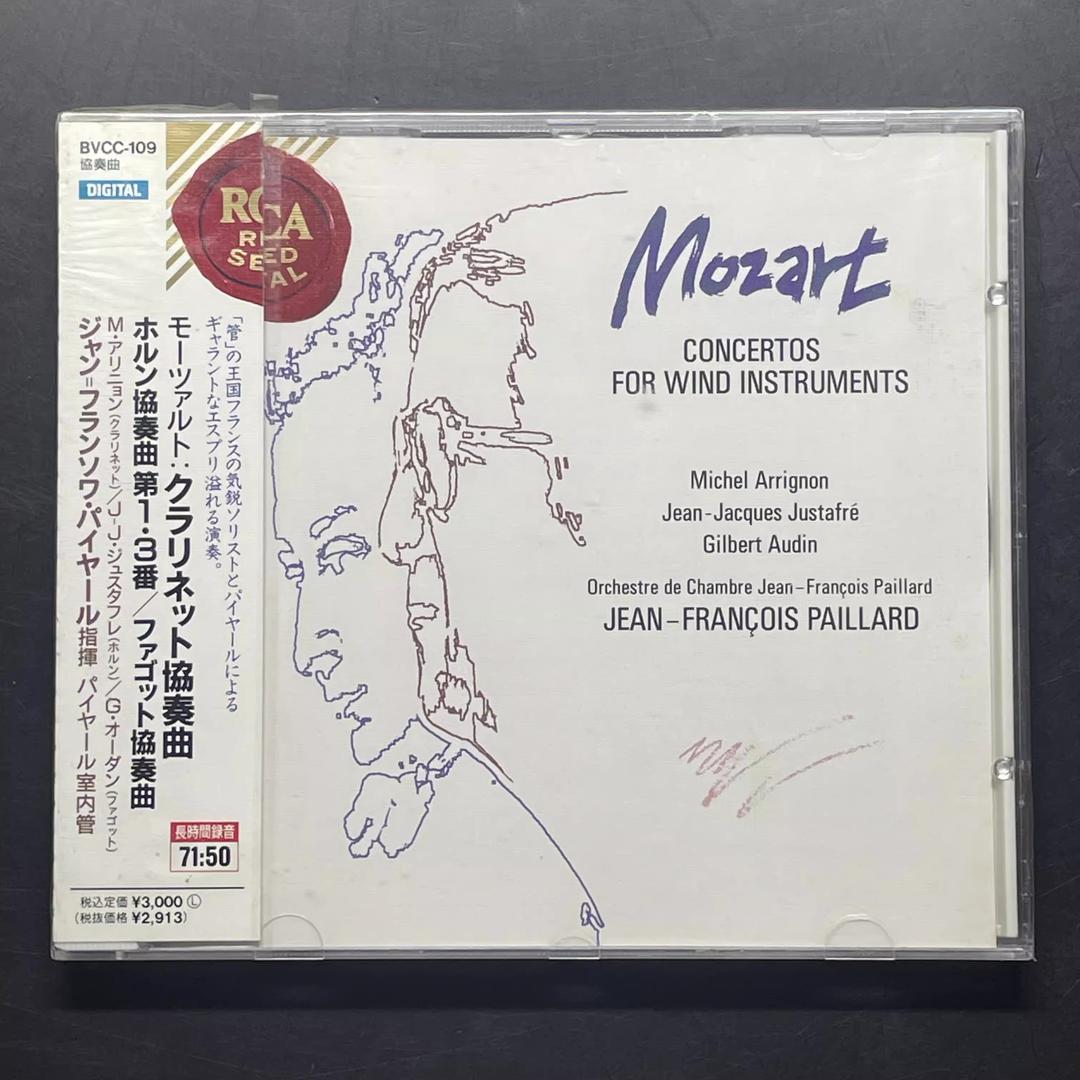 BVCC-109
協奏曲
DIGITAL
RCA
RED
SEAL
「管」の王国フランスの気鋭ソリストとパイヤールによる
ギャラントなエスプリ溢れる演奏。
モーツァルト:クラリネット協奏曲
ホルン協奏曲 第1・3番/ファゴット協奏曲
M・アリニョン(クラリネット)/J-J・ジュスタフレ(ホルン)/G・オーダン(ファゴット)
ジャン=フランソワ・パイヤール指揮 パイヤール室内管
長時間録音
71:50
税込定価 ¥3,000 Ⓛ
(税抜価格 ¥2,913)
Mozart
CONCERTOS
FOR WIND INSTRUMENTS
Michel Arrignon
Jean-Jacques Justafré
Gilbert Audin
Orchestre de Chambre Jean-François Paillard
JEAN-FRANÇOIS PAILLARD